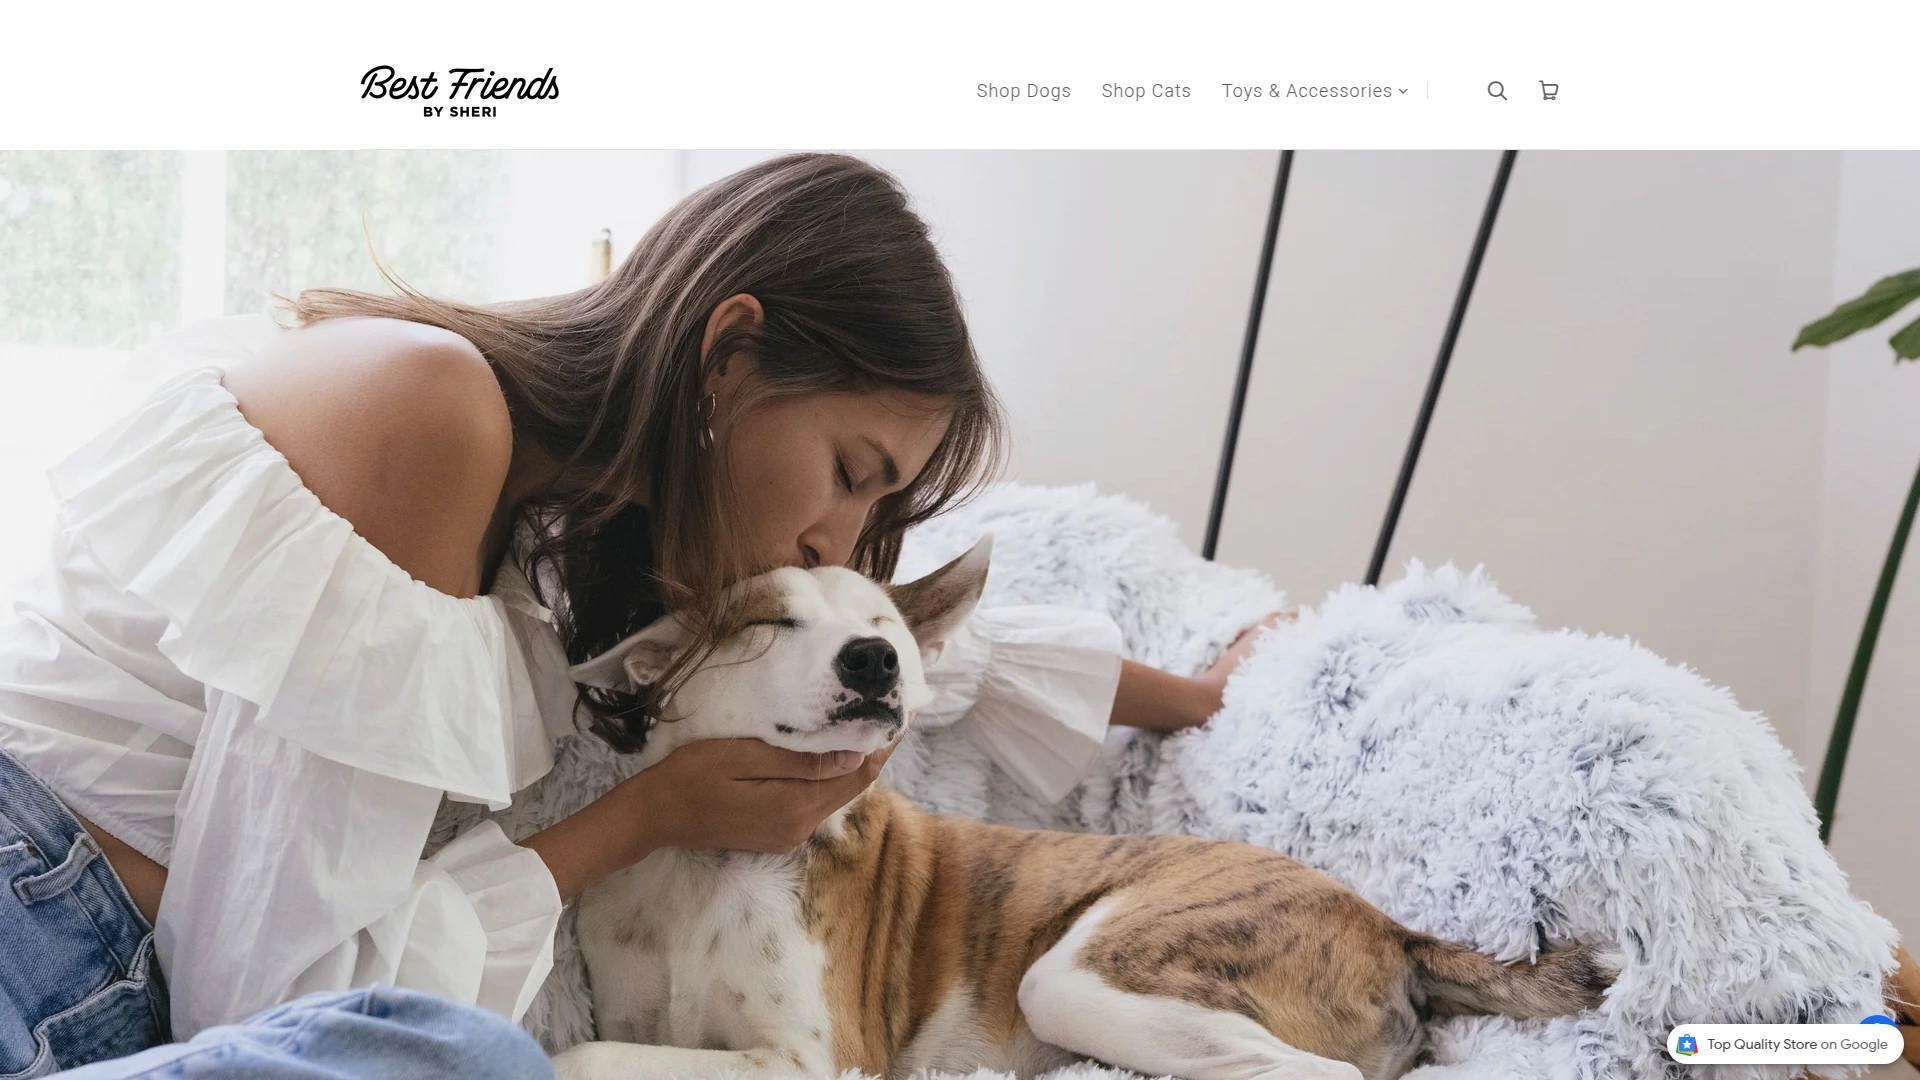 Best Friends
BY SHERI
Shop Dogs
Shop Cats
Toys & Accessories
Top Quality Store on Google